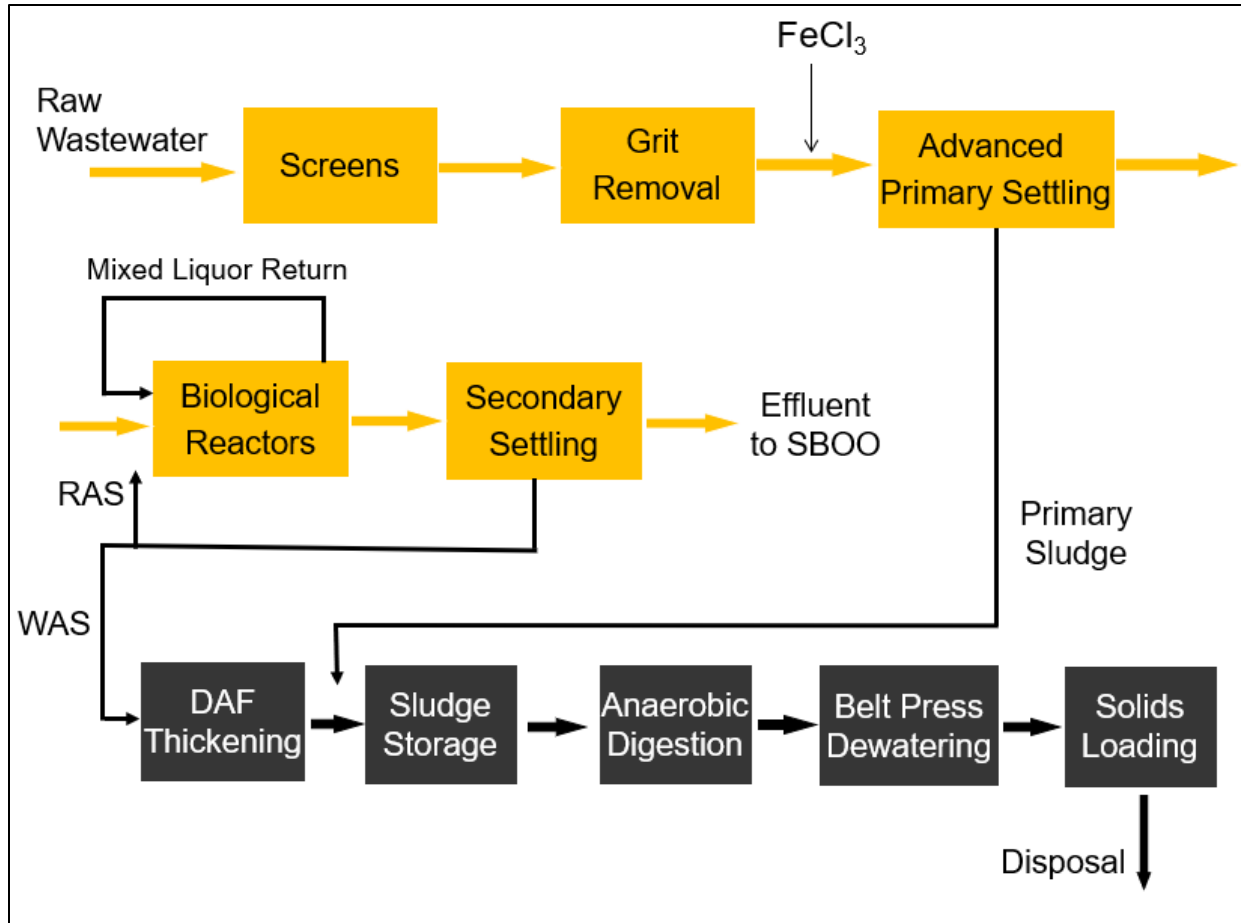 FeCl₃
Raw
Wastewater
Screens
Grit
Removal
Advanced
Primary Settling
Mixed Liquor Return
Biological
Reactors
Secondary
Settling
Effluent
to SBOO
RAS
Primary
Sludge
WAS
DAF
Thickening
Sludge
Storage
Anaerobic
Digestion
Belt Press
Dewatering
Solids
Loading
Disposal